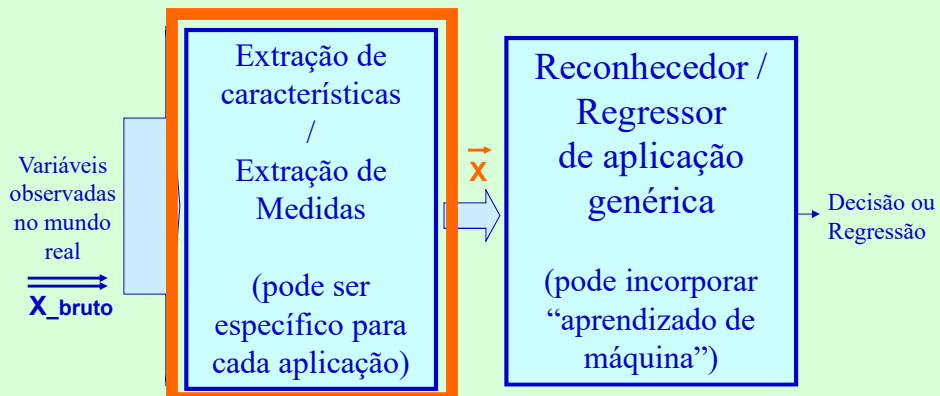 Variáveis
observadas
no mundo
real
X_bruto
Extração de
características
/
Extração de
Medidas
(pode ser
específico para
cada aplicação)
X
Reconhecedor /
Regressor
de aplicação
genérica
(pode incorporar
“aprendizado de
máquina”)
Decisão ou
Regressão